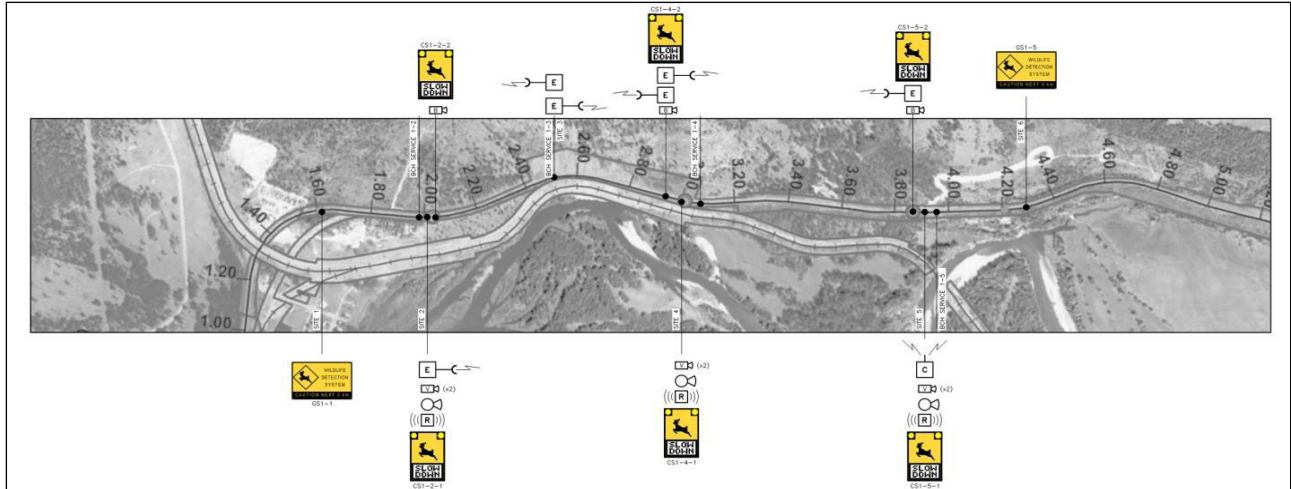 CS1-4-2
SLOW
DOWN
CS1-5-2
SLOW
DOWN
CS1-2-2
SLOW
DOWN
GS1-5
WILDLIFE
DETECTION
SYSTEM
CAUTION NEXT 3 KM
E
E
E
E
E
BCH SERVICE 1-2
BCH SERVICE 1-3
SITE 3
BCH SERVICE 1-4
SITE 6
1.00
1.20
1.40
1.60
1.80
2.00
2.20
2.40
2.60
2.80
3.20
3.40
3.60
3.80
4.00
4.20
4.40
4.60
4.80
5.00
SITE 1
SITE 2
SITE 4
SITE 5
BCH SERVICE 1-5
WILDLIFE
DETECTION
SYSTEM
CAUTION NEXT 3 KM
GS1-1
E
V (x2)
R
SLOW
DOWN
CS1-2-1
V (x2)
R
SLOW
DOWN
CS1-4-1
C
V (x2)
R
SLOW
DOWN
CS1-5-1